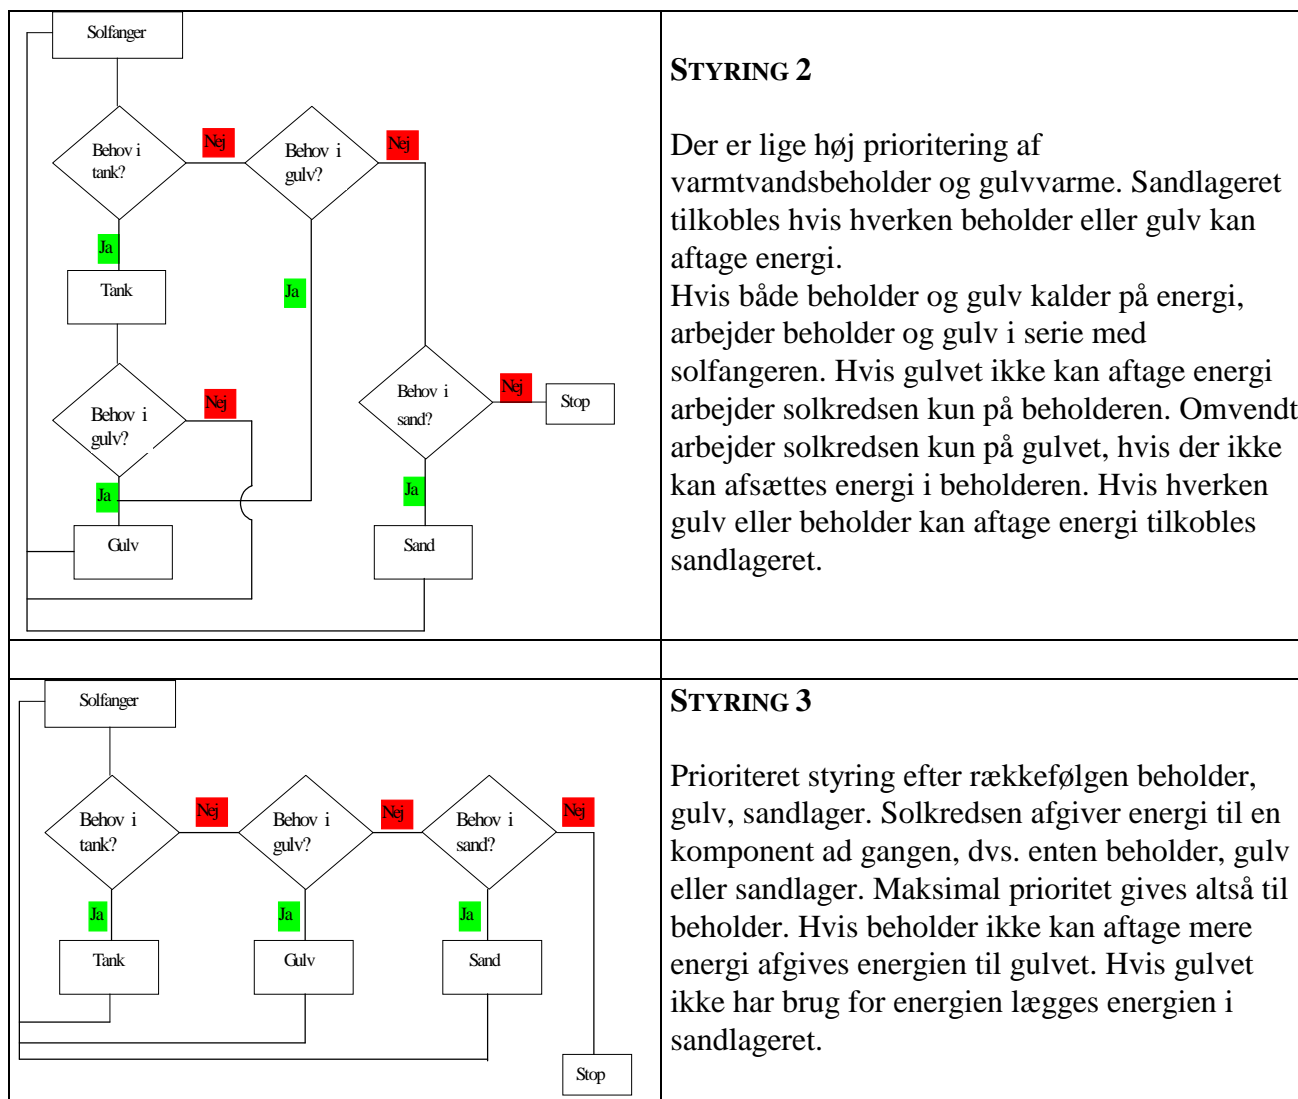 Solfanger
Behov i
tank?
Nej
Behov i
gulv?
Nej
Ja
Tank
Ja
Behov i
gulv?
Nej
Behov i
sand?
Nej
Stop
Ja
Ja
Gulv
Sand
STYRING 2
Der er lige høj prioritering af
varmtvandsbeholder og gulvvarme. Sandlageret
tilkobles hvis hverken beholder eller gulv kan
aftage energi.
Hvis både beholder og gulv kalder på energi,
arbejder beholder og gulv i serie med
solfangeren. Hvis gulvet ikke kan aftage energi
arbejder solkredsen kun på beholderen. Omvendt
arbejder solkredsen kun på gulvet, hvis der ikke
kan afsættes energi i beholderen. Hvis hverken
gulv eller beholder kan aftage energi tilkobles
sandlageret.
Solfanger
Behov i
tank?
Nej
Behov i
gulv?
Nej
Behov i
sand?
Nej
Ja
Ja
Ja
Tank
Gulv
Sand
Stop
STYRING 3
Prioriteret styring efter rækkefølgen beholder,
gulv, sandlager. Solkredsen afgiver energi til en
komponent ad gangen, dvs. enten beholder, gulv
eller sandlager. Maksimal prioritet gives altså til
beholder. Hvis beholder ikke kan aftage mere
energi afgives energien til gulvet. Hvis gulvet
ikke har brug for energien lægges energien i
sandlageret.